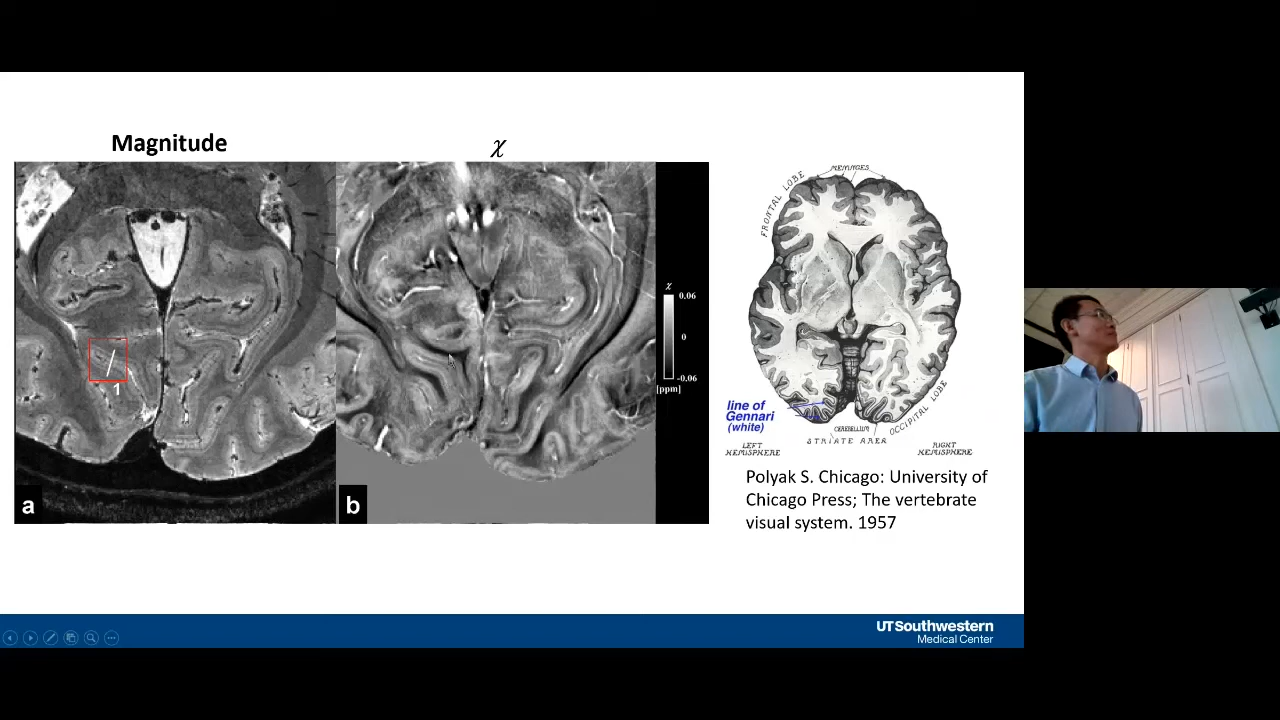 Magnitude
χ
a
1
b
χ
0.06
0
-0.06
[ppm]
MENINGES
FRONTAL LOBE
line of
Gennari
(white)
OCCIPITAL LOBE
CEREBELLUM
STRIATE AREA
LEFT
HEMISPHERE
RIGHT
HEMISPHERE
Polyak S. Chicago: University of
Chicago Press; The vertebrate
visual system. 1957
UTSouthwestern
Medical Center